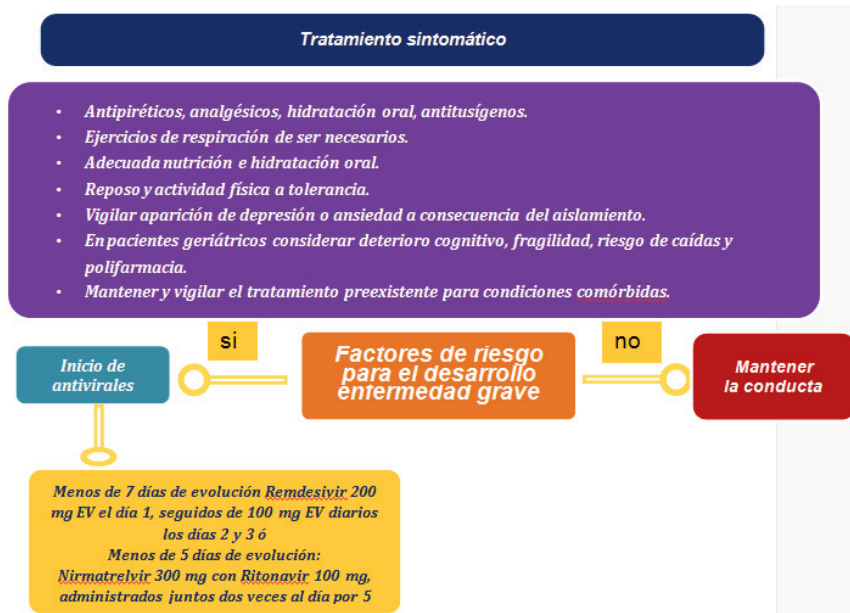 Tratamiento sintomático
• Antipiréticos, analgésicos, hidratación oral, antitusígenos.
• Ejercicios de respiración de ser necesarios.
• Adecuada nutrición e hidratación oral.
• Reposo y actividad física a tolerancia.
• Vigilar aparición de depresión o ansiedad a consecuencia del aislamiento.
• En pacientes geriátricos considerar deterioro cognitivo, fragilidad, riesgo de caídas y
polifarmacia.
• Mantener y vigilar el tratamiento preexistente para condiciones comórbidas.
si
no
Inicio de
antivirales
Factores de riesgo
para el desarrollo
enfermedad grave
Mantener
la conducta
Menos de 7 días de evolución Remdesivir 200
mg EV el día 1, seguidos de 100 mg EV diarios
los días 2 y 3 ó
Menos de 5 días de evolución:
Nirmatrelvir 300 mg con Ritonavir 100 mg,
administrados juntos dos veces al día por 5